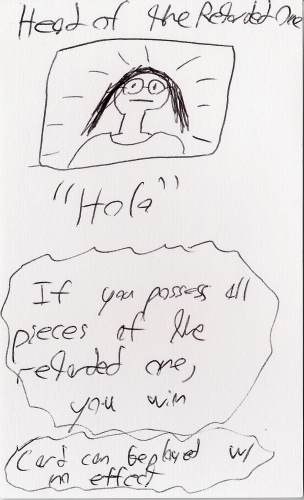 Head of the Retarded One
"Hola"
If you possess all
pieces of the
retarded one,
you win
Card can be played w/
no effect